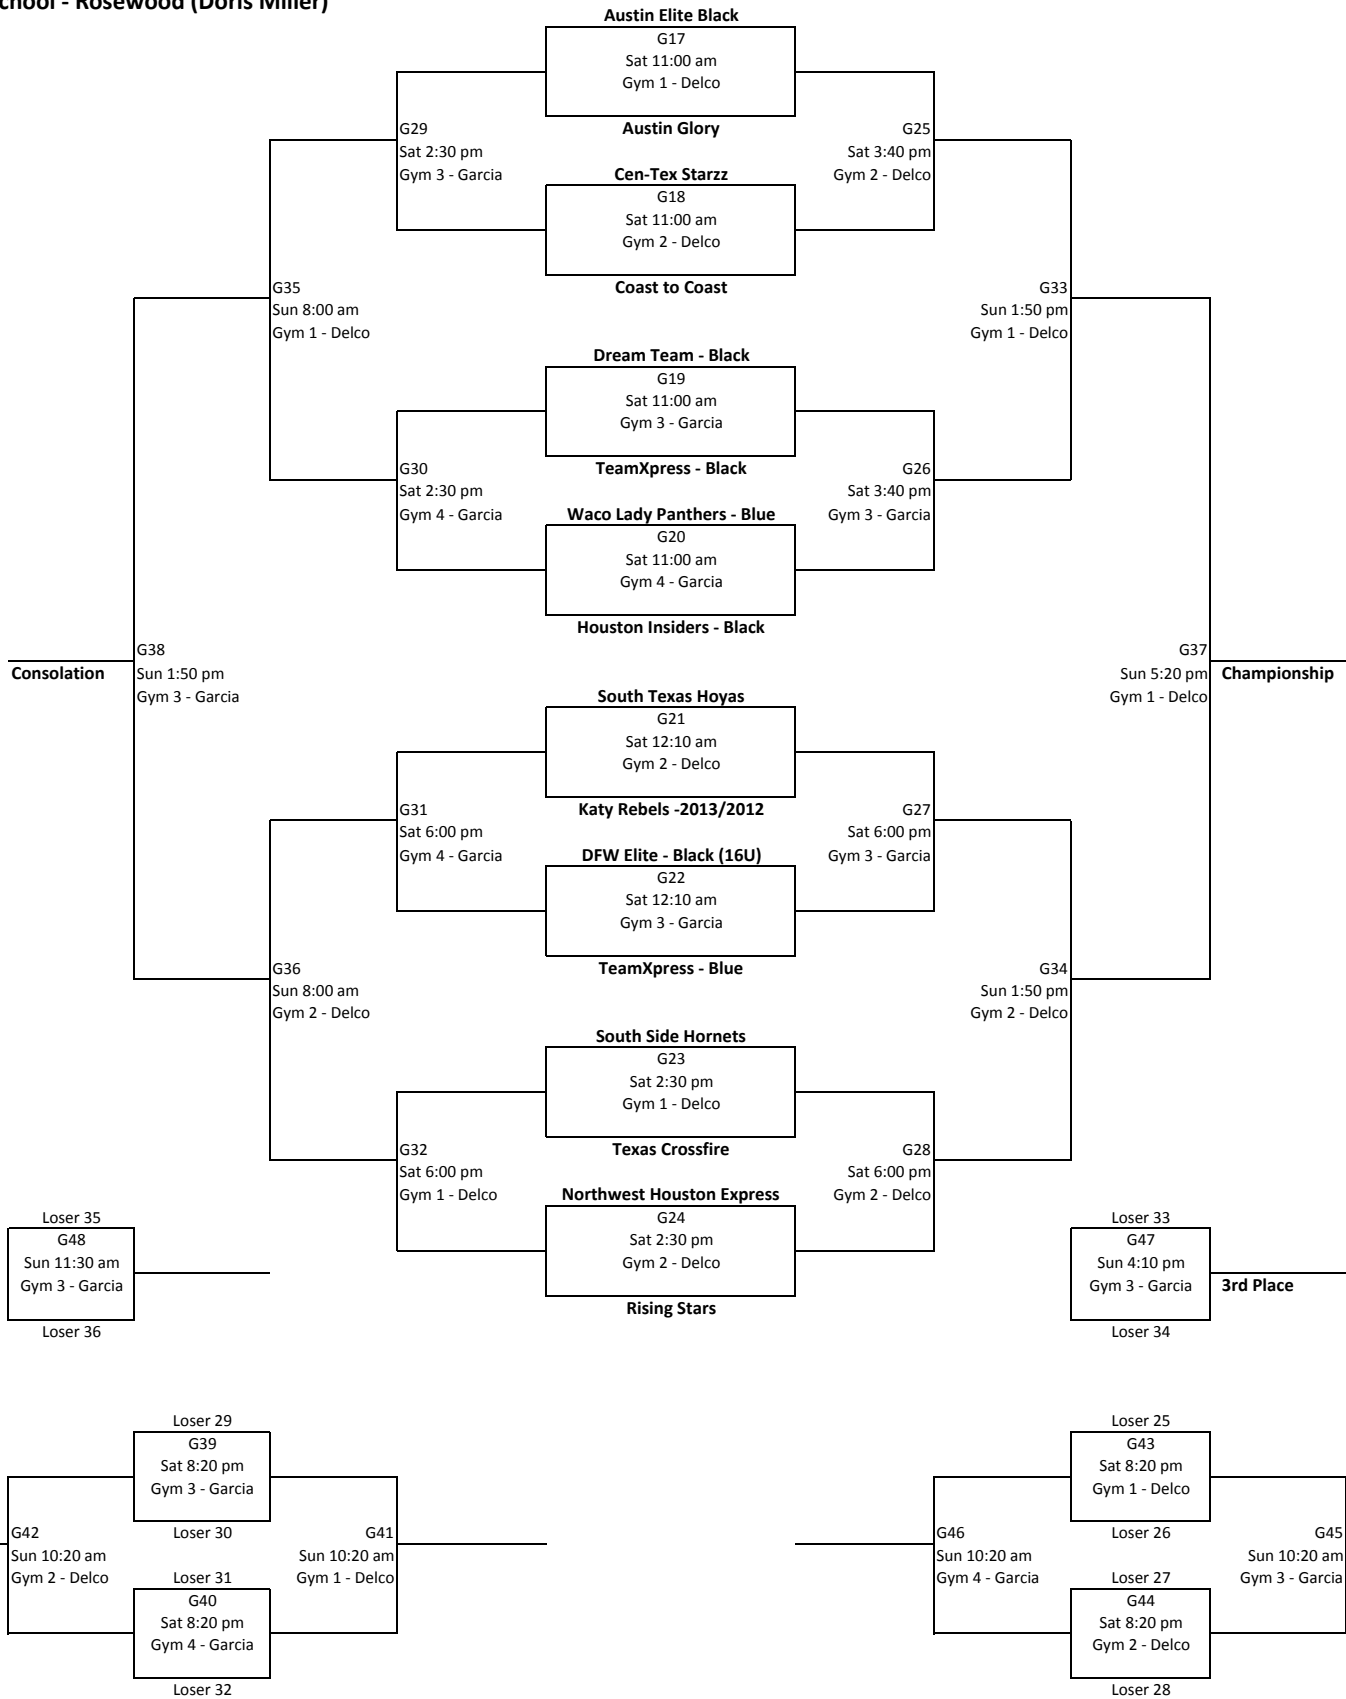 chool - Rosewood (Doris Miller)
Austin Elite Black
G17
Sat 11:00 am
Gym 1 - Delco
Austin Glory
G29
Sat 2:30 pm
Gym 3 - Garcia
G25
Sat 3:40 pm
Gym 2 - Delco
Cen-Tex Starzz
G18
Sat 11:00 am
Gym 2 - Delco
Coast to Coast
G35
Sun 8:00 am
Gym 1 - Delco
G33
Sun 1:50 pm
Gym 1 - Delco
Dream Team - Black
G19
Sat 11:00 am
Gym 3 - Garcia
TeamXpress - Black
G30
Sat 2:30 pm
Gym 4 - Garcia
G26
Sat 3:40 pm
Gym 3 - Garcia
Waco Lady Panthers - Blue
G20
Sat 11:00 am
Gym 4 - Garcia
Houston Insiders - Black
Consolation
G38
Sun 1:50 pm
Gym 3 - Garcia
G37
Sun 5:20 pm
Gym 1 - Delco
Championship
South Texas Hoyas
G21
Sat 12:10 am
Gym 2 - Delco
Katy Rebels -2013/2012
G31
Sat 6:00 pm
Gym 4 - Garcia
G27
Sat 6:00 pm
Gym 3 - Garcia
DFW Elite - Black (16U)
G22
Sat 12:10 am
Gym 3 - Garcia
TeamXpress - Blue
G36
Sun 8:00 am
Gym 2 - Delco
G34
Sun 1:50 pm
Gym 2 - Delco
South Side Hornets
G23
Sat 2:30 pm
Gym 1 - Delco
Texas Crossfire
G32
Sat 6:00 pm
Gym 1 - Delco
G28
Sat 6:00 pm
Gym 2 - Delco
Northwest Houston Express
G24
Sat 2:30 pm
Gym 2 - Delco
Rising Stars
Loser 35
G48
Sun 11:30 am
Gym 3 - Garcia
Loser 36
Loser 33
G47
Sun 4:10 pm
Gym 3 - Garcia
Loser 34
3rd Place
Loser 29
G39
Sat 8:20 pm
Gym 3 - Garcia
Loser 30
G42
Sun 10:20 am
Gym 2 - Delco
G41
Sun 10:20 am
Gym 1 - Delco
Loser 31
G40
Sat 8:20 pm
Gym 4 - Garcia
Loser 32
Loser 25
G43
Sat 8:20 pm
Gym 1 - Delco
Loser 26
G46
Sun 10:20 am
Gym 4 - Garcia
G45
Sun 10:20 am
Gym 3 - Garcia
Loser 27
G44
Sat 8:20 pm
Gym 2 - Delco
Loser 28